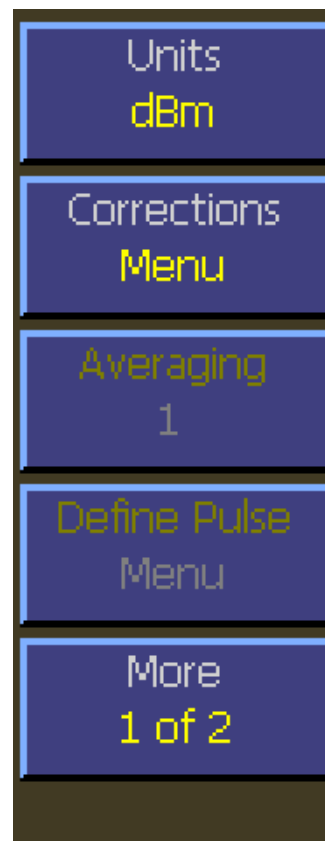 Units
dBm
Corrections
Menu
Averaging
1
Define Pulse
Menu
More
1 of 2